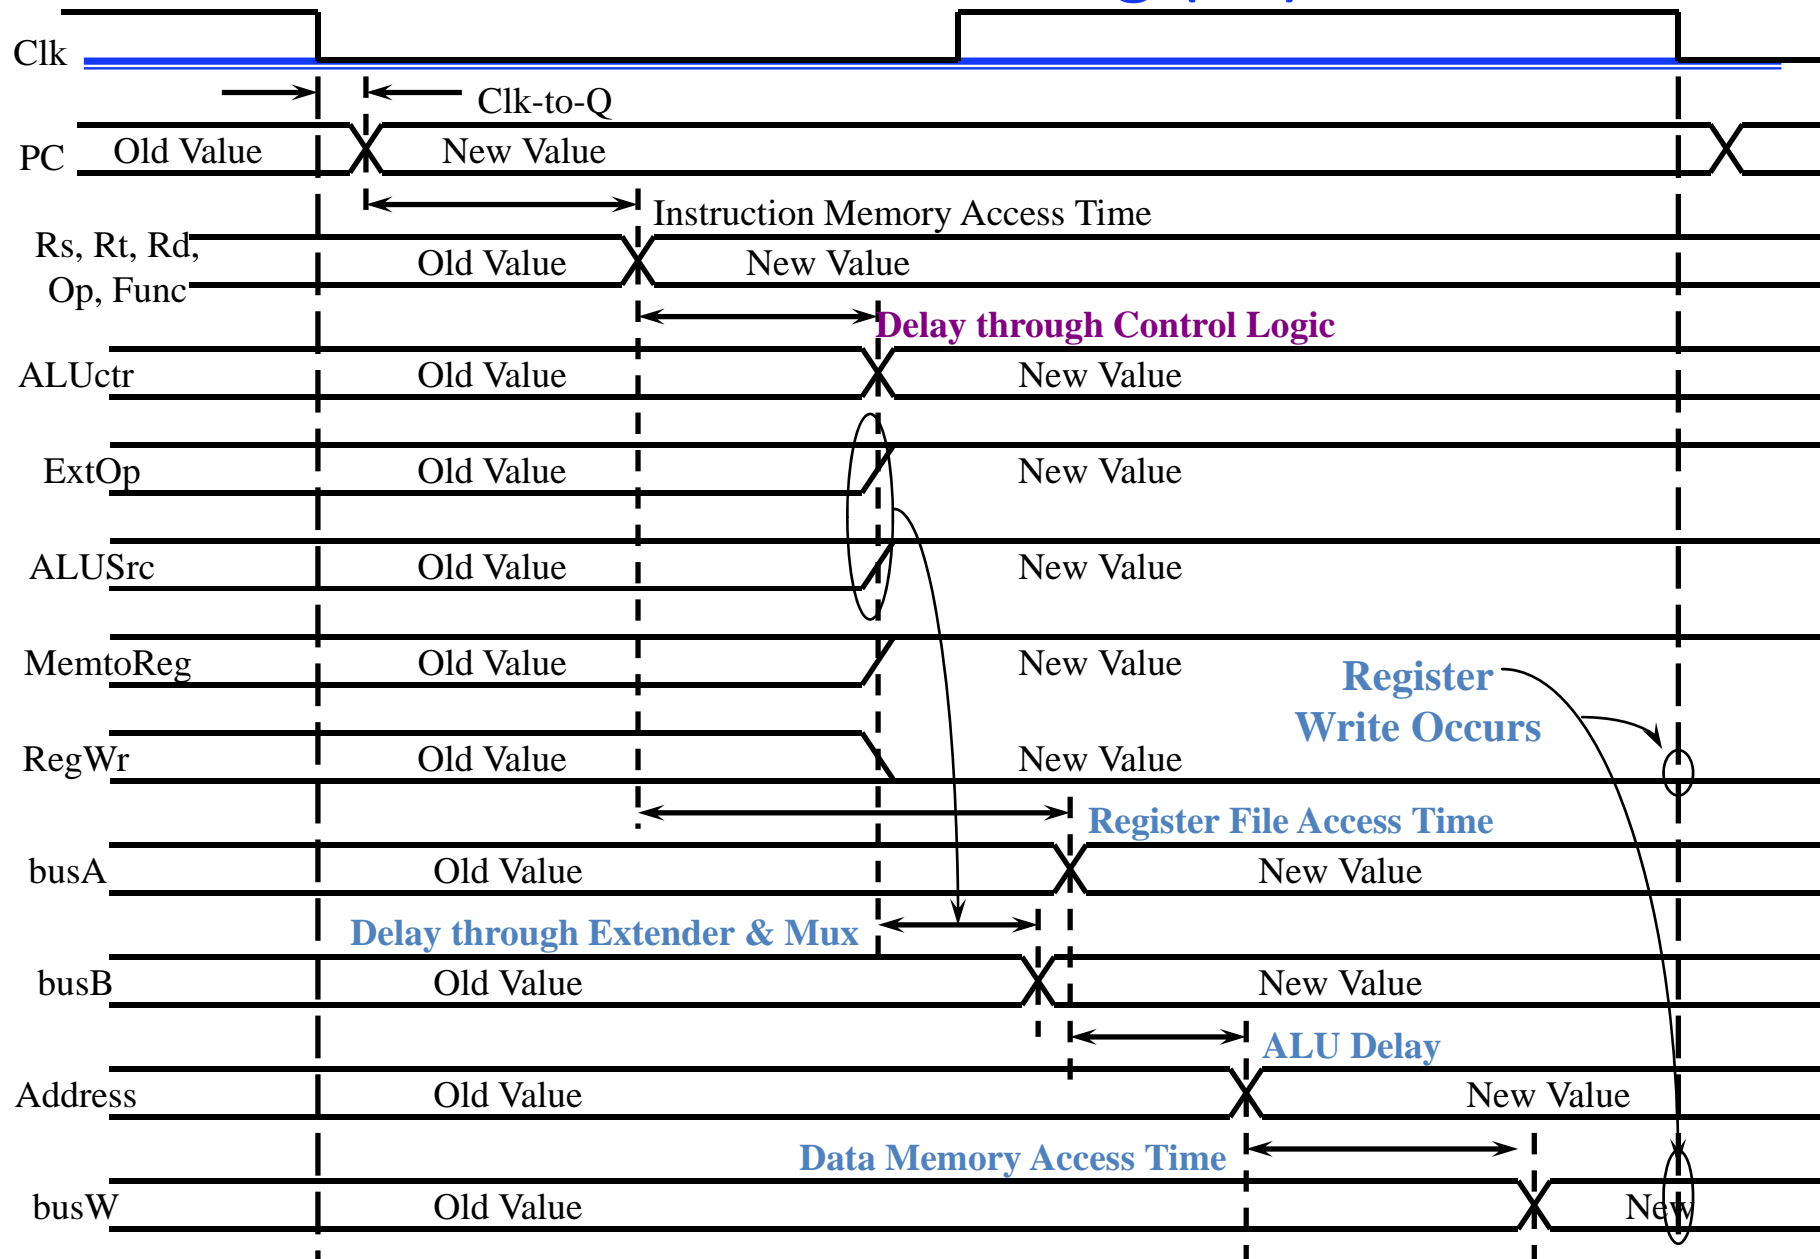 Clk
Clk-to-Q
PC Old Value New Value
Instruction Memory Access Time
Rs, Rt, Rd,
Op, Func
Old Value New Value
Delay through Control Logic
ALUctr Old Value New Value
ExtOp Old Value New Value
ALUSrc Old Value New Value
MemtoReg Old Value New Value
Register
Write Occurs
RegWr Old Value New Value
Register File Access Time
busA Old Value New Value
Delay through Extender & Mux
busB Old Value New Value
ALU Delay
Address Old Value New Value
Data Memory Access Time
busW Old Value New